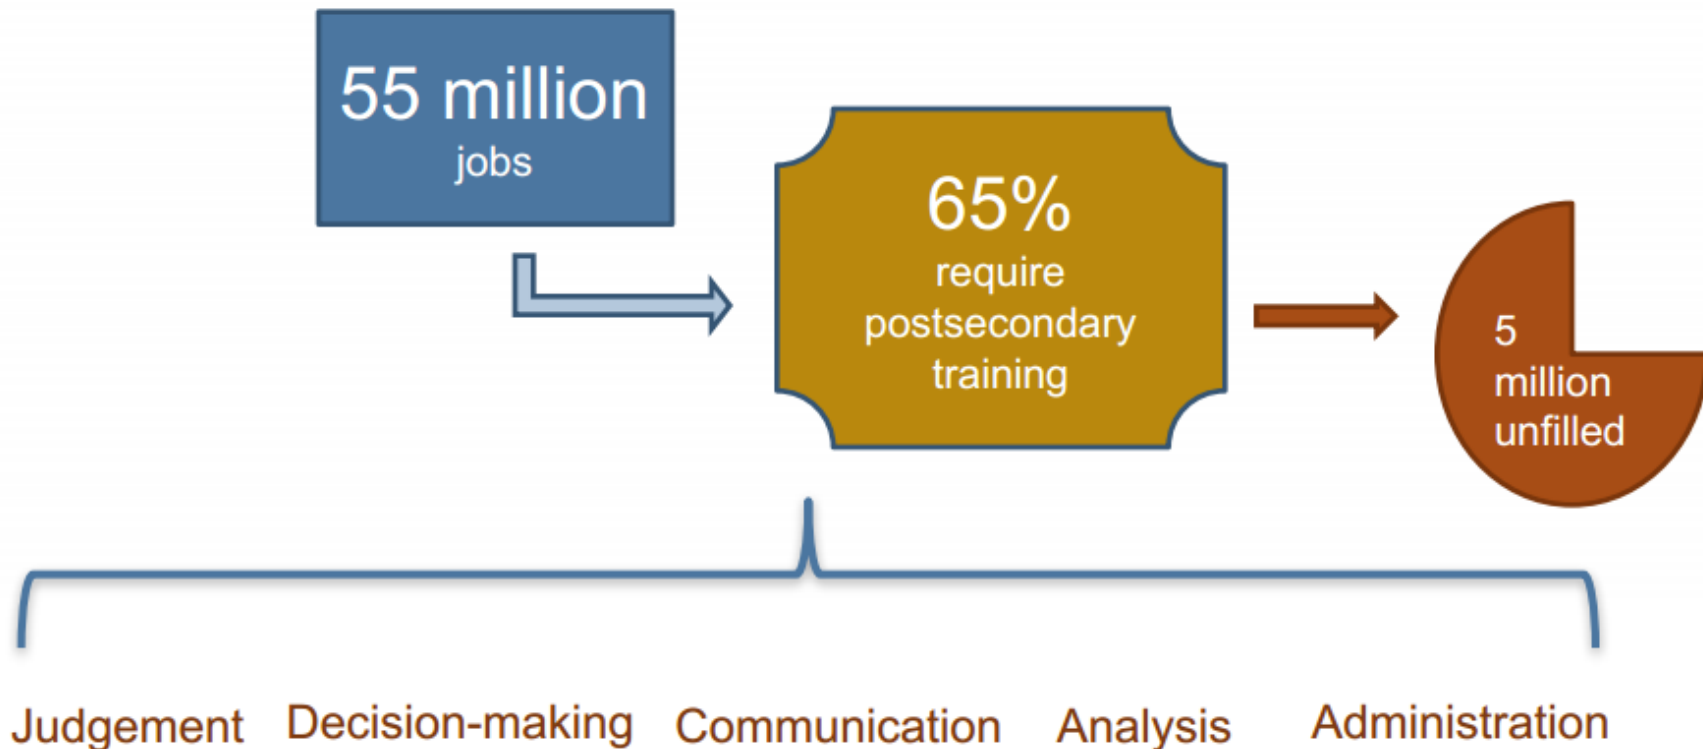 55 million
jobs
65%
require
postsecondary
training
5
million
unfilled
Judgement Decision-making Communication Analysis Administration